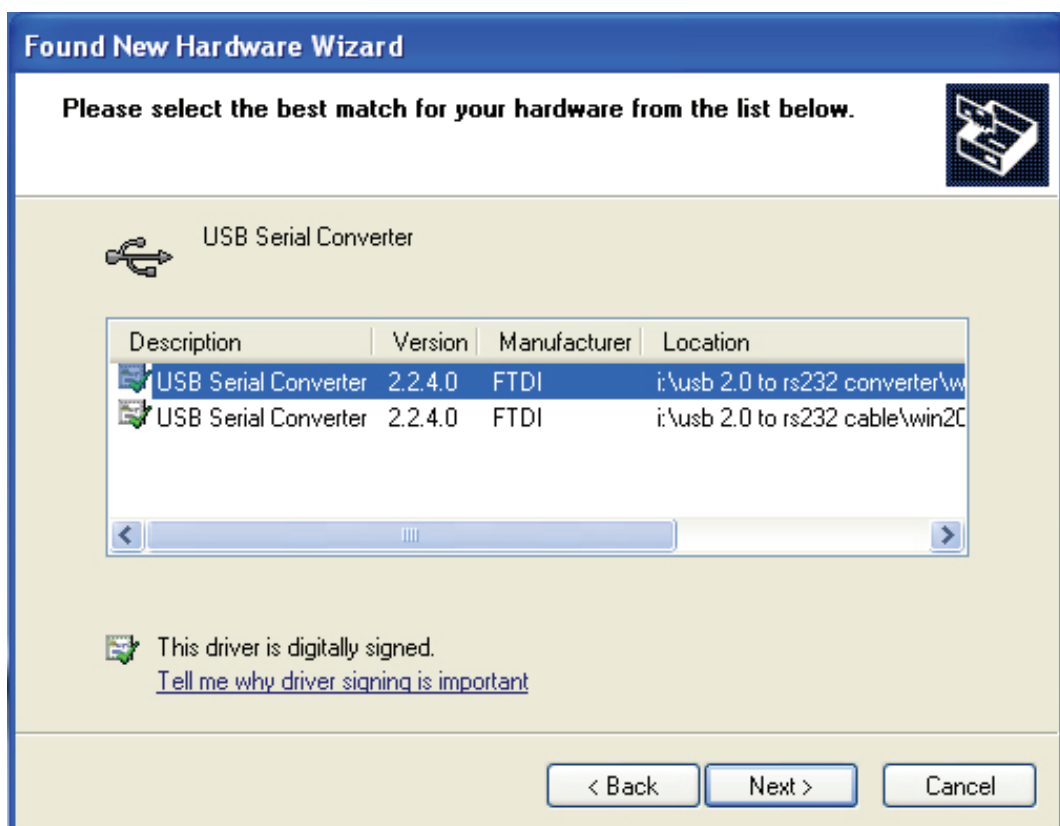 Found New Hardware Wizard
Please select the best match for your hardware from the list below.
USB Serial Converter
Description Version Manufacturer Location
USB Serial Converter 2.2.4.0 FTDI i:\usb 2.0 to rs232 converter\w
USB Serial Converter 2.2.4.0 FTDI i:\usb 2.0 to rs232 cable\win20
This driver is digitally signed.
Tell me why driver signing is important
< Back Next > Cancel